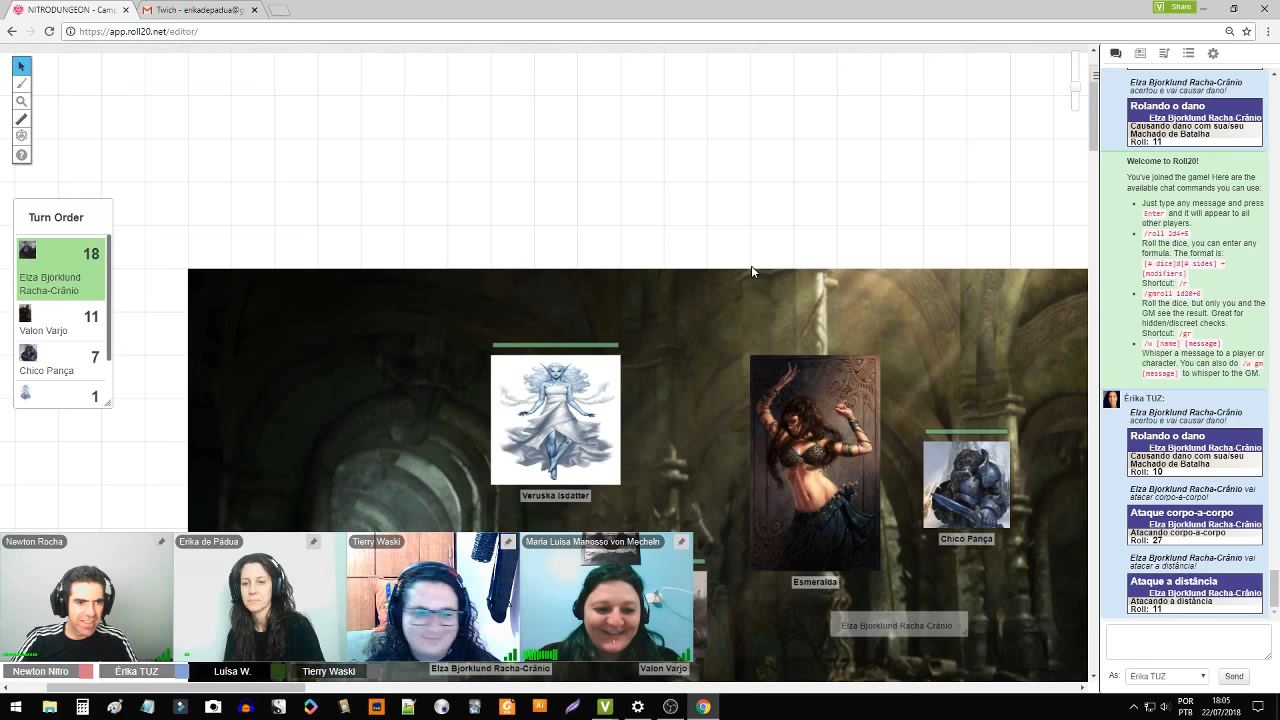 NITRODUNGEON - Camp
Twich - erikadepadua@g
Share
https://app.roll20.net/editor/
Turn Order
18
Elza Bjorklund
Racha-Crânio
11
Valon Varjo
7
Chico Pança
1
Veruska Isdatter
Esmeralda
Chico Pança
Elza Bjorklund Racha-Crânio
Newton Rocha
Erika de Pádua
Tierry Waski
Maria Luisa Manosso von Mecheln
Elza Bjorklund Racha-Crânio
Valon Varjo
Newton Nitro
Érika TUZ
Luísa W.
Tierry Waski
Elza Bjorklund Racha-Crânio
acertou e vai causar dano!
Rolando o dano
Elza Bjorklund Racha-Crânio
Causando dano com sua/seu
Machado de Batalha
Roll: 11
Welcome to Roll20!
You've joined the game! Here are the
available chat commands you can use:
Just type any message and press
Enter and it will appear to all
other players.
/roll 2d4+5
Roll the dice, you can enter any
formula. The format is:
[# dice]d[# sides] +
[modifiers]
Shortcut: /r
/gmroll 1d20+6
Roll the dice, but only you and the
GM see the result. Great for
hidden/discreet checks.
Shortcut: /gr
/w [name] [message]
Whisper a message to a player or
character. You can also do /w gm
[message] to whisper to the GM.
Érika TUZ:
Elza Bjorklund Racha-Crânio
acertou e vai causar dano!
Rolando o dano
Elza Bjorklund Racha-Crânio
Causando dano com sua/seu
Machado de Batalha
Roll: 10
Elza Bjorklund Racha-Crânio vai
atacar corpo-a-corpo!
Ataque corpo-a-corpo
Elza Bjorklund Racha-Crânio
Atacando corpo-a-corpo
Roll: 27
Elza Bjorklund Racha-Crânio vai
atacar a distância!
Ataque a distância
Elza Bjorklund Racha-Crânio
Atacando a distância
Roll: 11
As:
Érika TUZ
Send
POR
PTB
18:05
22/07/2018